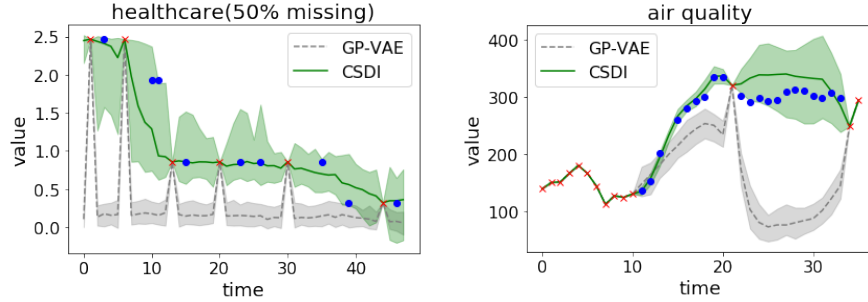 healthcare(50% missing)
2.5
2.0
1.5
1.0
0.5
0.0
value
GP-VAE
CSDI
0
10
20
30
40
time
air quality
400
300
200
100
value
GP-VAE
CSDI
0
10
20
30
time